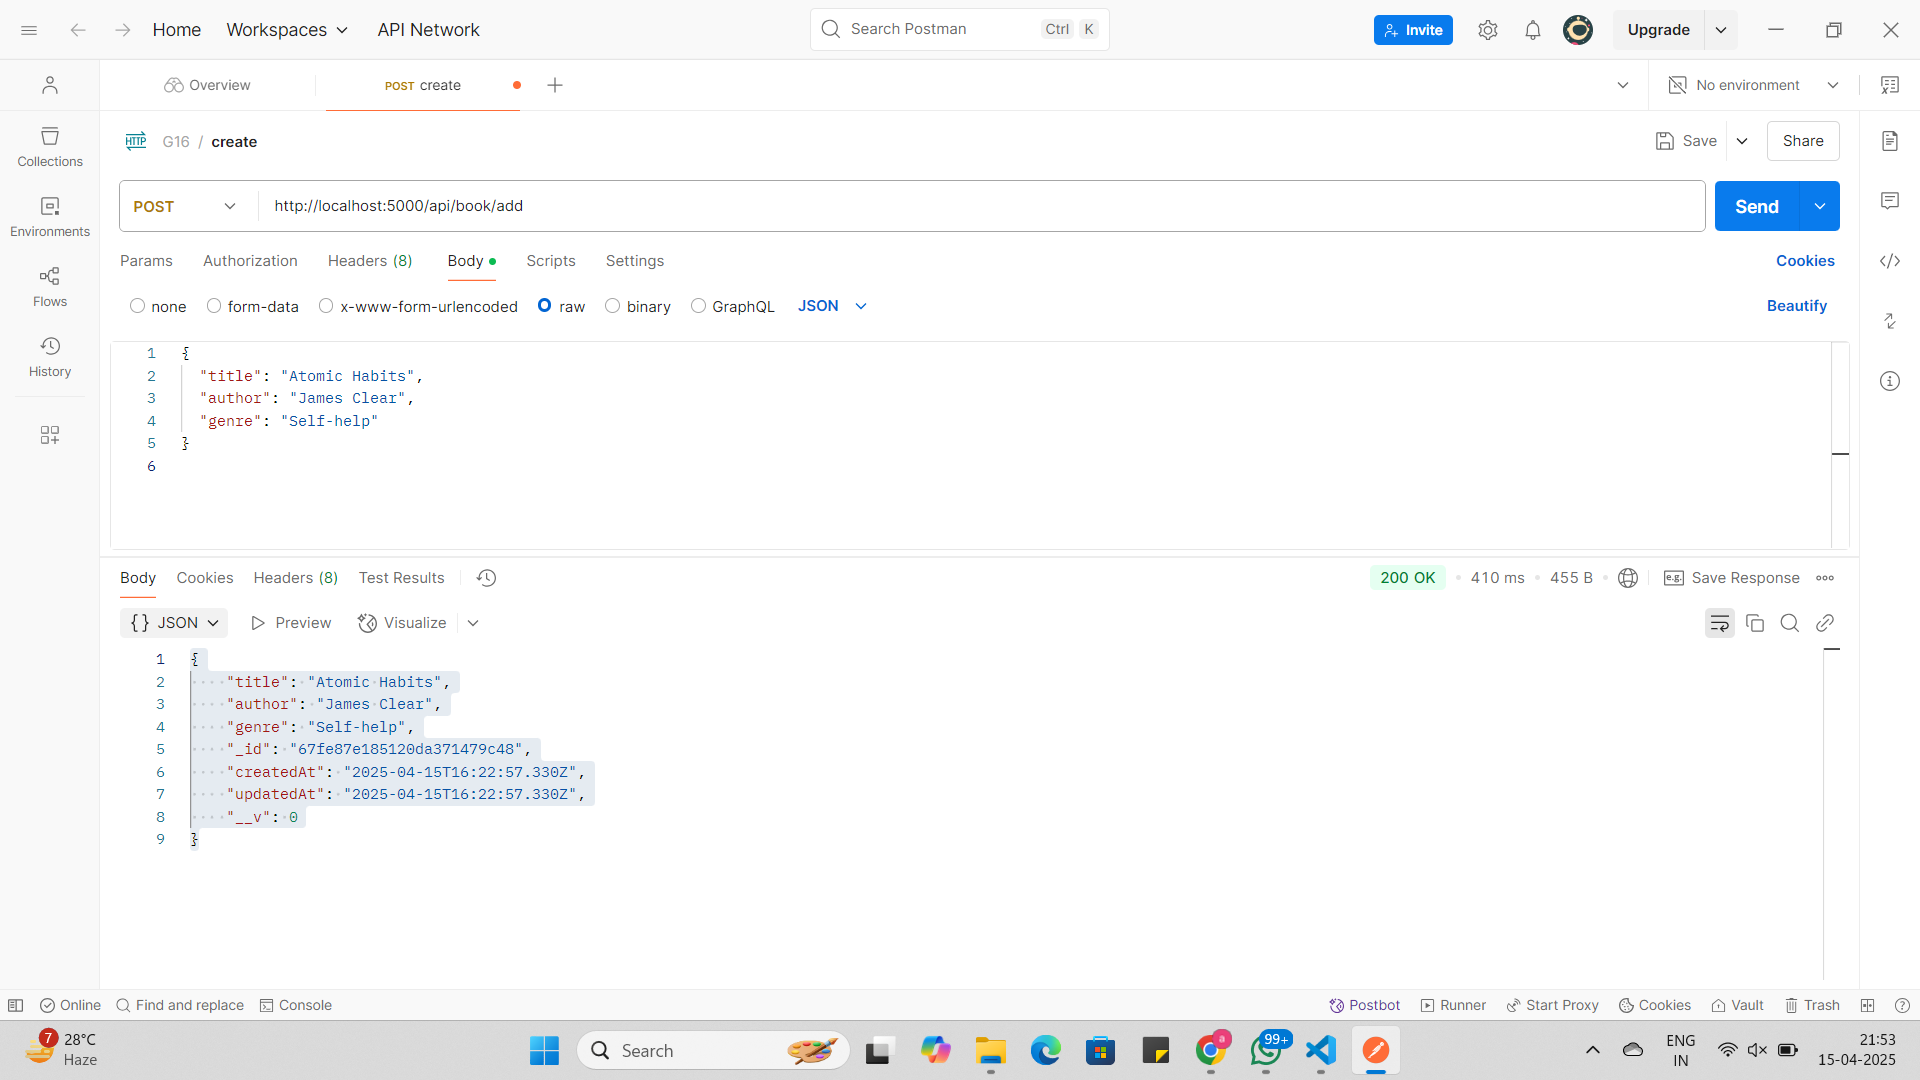 Home Workspaces API Network Search Postman Ctrl K Invite Upgrade
Overview POST create No environment
HTTP G16 / create Save Share
Collections
Environments
Flows
History
POST http://localhost:5000/api/book/add Send
Params Authorization Headers (8) Body Scripts Settings Cookies
none form-data x-www-form-urlencoded raw binary GraphQL JSON Beautify
1 {
2 "title": "Atomic Habits",
3 "author": "James Clear",
4 "genre": "Self-help"
5 }
6
Body Cookies Headers (8) Test Results 200 OK 410 ms 455 B e.g. Save Response
{} JSON Preview Visualize
1 {
2 "title": "Atomic Habits",
3 "author": "James Clear",
4 "genre": "Self-help",
5 "_id": "67fe87e185120da371479c48",
6 "createdAt": "2025-04-15T16:22:57.330Z",
7 "updatedAt": "2025-04-15T16:22:57.330Z",
8 "__v": 0
9 }
Online Find and replace Console Postbot Runner Start Proxy Cookies Vault Trash
7 28°C
Haze
Search
a
99+
ENG
IN
21:53
15-04-2025